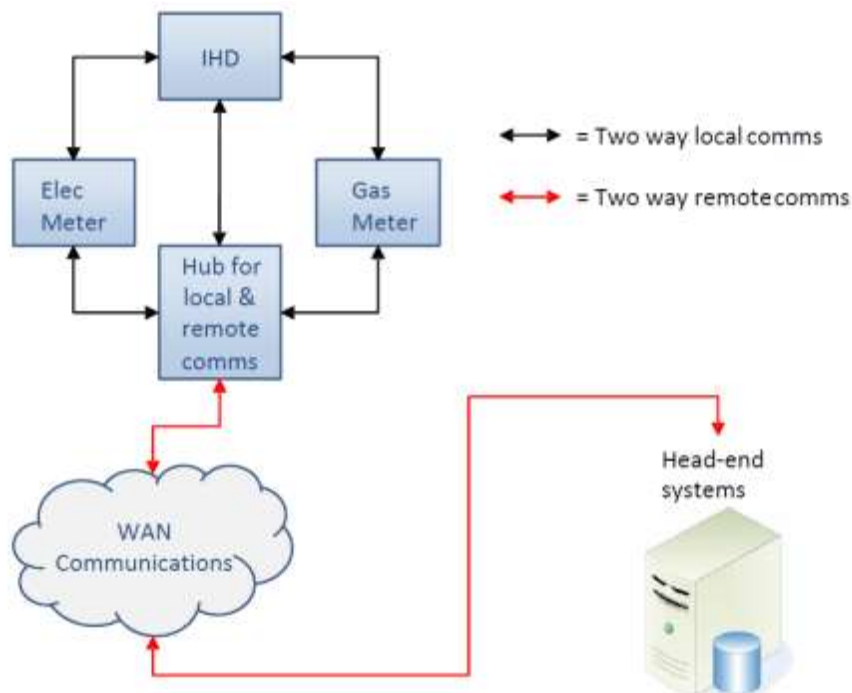 IHD
= Two way local comms
Elec
Meter
Gas
Meter
= Two way remote comms
Hub for
local &
remote
comms
Head-end
systems
WAN
Communications